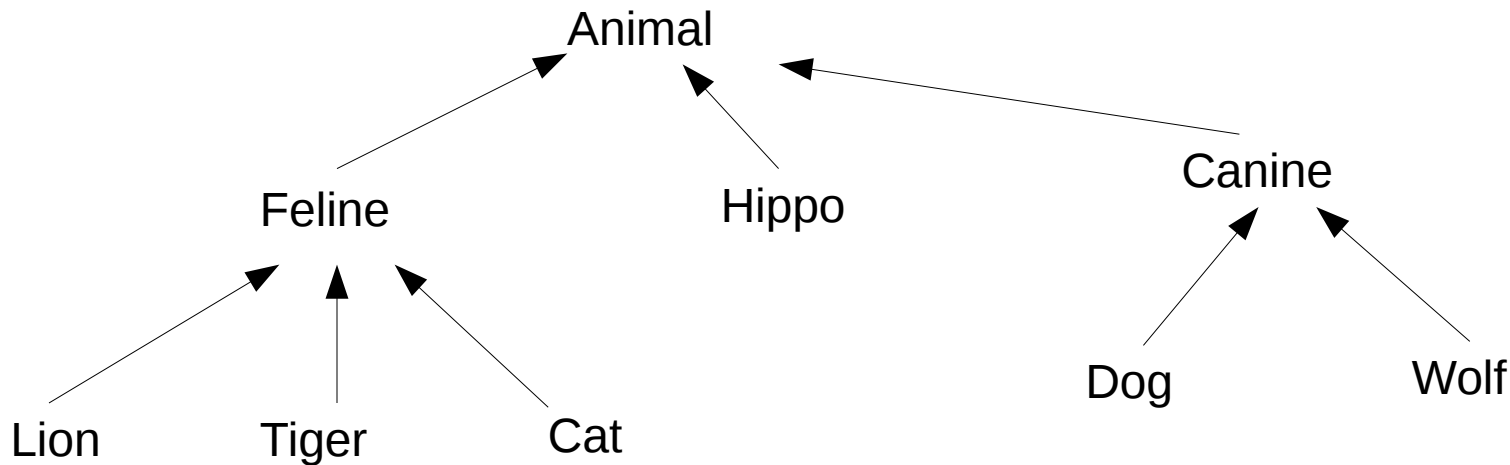 Animal
Feline
Hippo
Canine
Lion
Tiger
Cat
Dog
Wolf